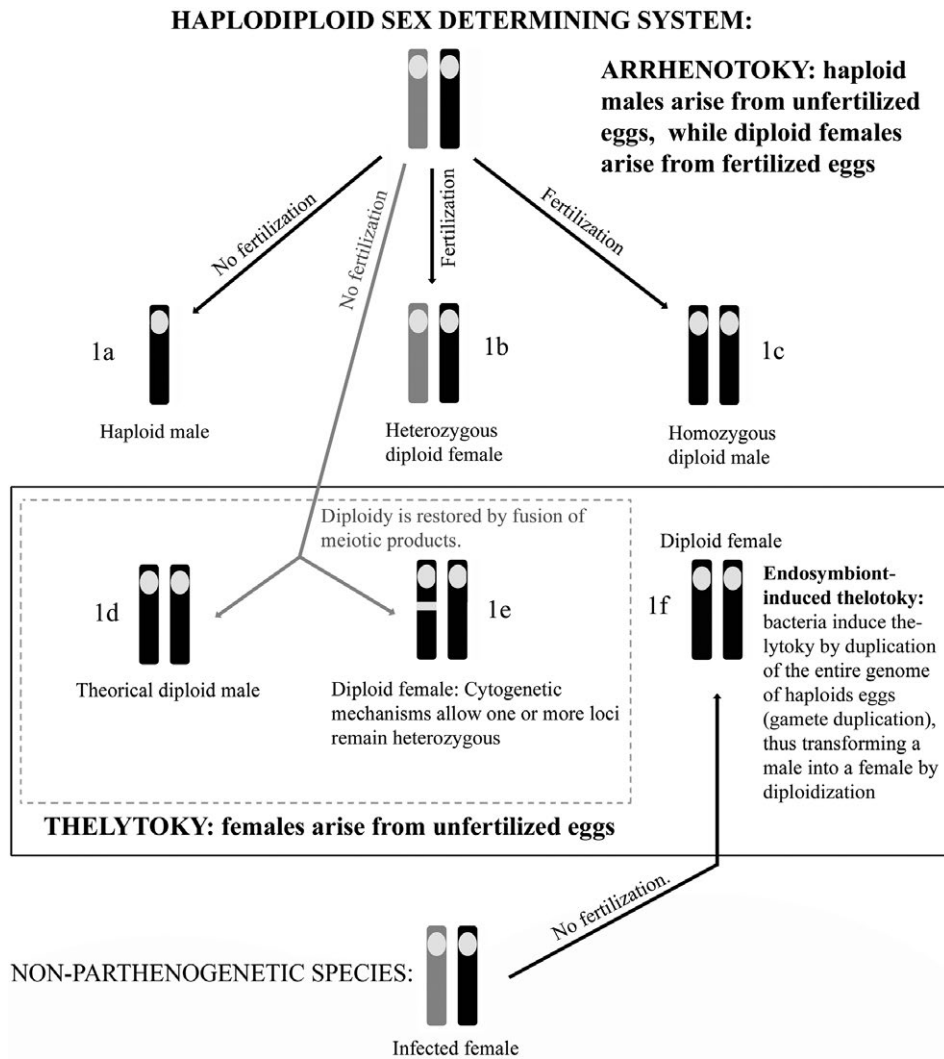 HAPLODIPLOID SEX DETERMINING SYSTEM:
ARRHENOTOKY: haploid
males arise from unfertilized
eggs, while diploid females
arise from fertilized eggs
No fertilization
No fertilization
Fertilization
Fertilization
1a
1b
1c
Haploid male
Heterozygous
diploid female
Homozygous
diploid male
Diploidy is restored by fusion of
meiotic products.
1d
1e
Theorical diploid male
Diploid female: Cytogenetic
mechanisms allow one or more loci
remain heterozygous
Diploid female
1f
Endosymbiont-
induced thelotoky:
bacteria induce the-
lytoky by duplication
of the entire genome
of haploids eggs
(gamete duplication),
thus transforming a
male into a female by
diploidization
THELYTOKY: females arise from unfertilized eggs
No fertilization.
NON-PARTHENOGENETIC SPECIES:
Infected female